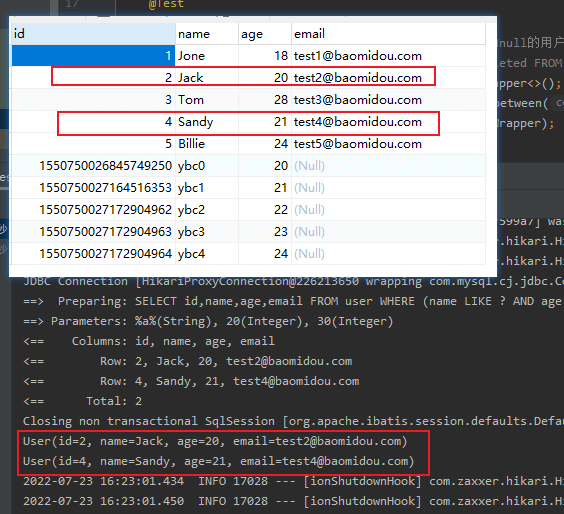 17 @Test
id name age email
1 Jone 18 test1@baomidou.com
2 Jack 20 test2@baomidou.com
3 Tom 28 test3@baomidou.com
4 Sandy 21 test4@baomidou.com
5 Billie 24 test5@baomidou.com
1550750026845749250 ybc0 20 (Null)
1550750027164516353 ybc1 21 (Null)
1550750027172904962 ybc2 22 (Null)
1550750027172904963 ybc3 23 (Null)
1550750027172904964 ybc4 24 (Null)
null的用户
eted FROM
apper<>();
between(
rapper);
599a7] was
er.hikari.H
er.hikari.H
JDBC Connection [HikariProxyConnection@226213650 wrapping com.mysql.cj.jdbc.Co
==>  Preparing: SELECT id,name,age,email FROM user WHERE (name LIKE ? AND age
==> Parameters: %a%(String), 20(Integer), 30(Integer)
<==    Columns: id, name, age, email
<==        Row: 2, Jack, 20, test2@baomidou.com
<==        Row: 4, Sandy, 21, test4@baomidou.com
<==      Total: 2
Closing non transactional SqlSession [org.apache.ibatis.session.defaults.Defau
User(id=2, name=Jack, age=20, email=test2@baomidou.com)
User(id=4, name=Sandy, age=21, email=test4@baomidou.com)
2022-07-23 16:23:01.434  INFO 17028 --- [ionShutdownHook] com.zaxxer.hikari.Hi
2022-07-23 16:23:01.450  INFO 17028 --- [ionShutdownHook] com.zaxxer.hikari.Hi